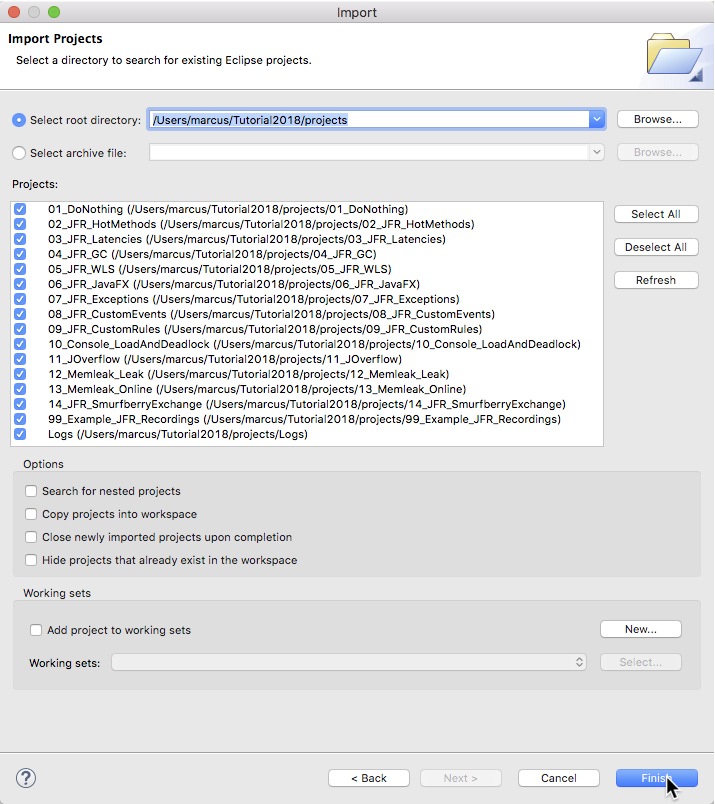 Import
Import Projects
Select a directory to search for existing Eclipse projects.
Select root directory: /Users/marcus/Tutorial2018/projects Browse...
Select archive file: Browse...
Projects:
01_DoNothing (/Users/marcus/Tutorial2018/projects/01_DoNothing)
02_JFR_HotMethods (/Users/marcus/Tutorial2018/projects/02_JFR_HotMethods)
03_JFR_Latencies (/Users/marcus/Tutorial2018/projects/03_JFR_Latencies)
04_JFR_GC (/Users/marcus/Tutorial2018/projects/04_JFR_GC)
05_JFR_WLS (/Users/marcus/Tutorial2018/projects/05_JFR_WLS)
06_JFR_JavaFX (/Users/marcus/Tutorial2018/projects/06_JFR_JavaFX)
07_JFR_Exceptions (/Users/marcus/Tutorial2018/projects/07_JFR_Exceptions)
08_JFR_CustomEvents (/Users/marcus/Tutorial2018/projects/08_JFR_CustomEvents)
09_JFR_CustomRules (/Users/marcus/Tutorial2018/projects/09_JFR_CustomRules)
10_Console_LoadAndDeadlock (/Users/marcus/Tutorial2018/projects/10_Console_LoadAndDeadlock)
11_JOverflow (/Users/marcus/Tutorial2018/projects/11_JOverflow)
12_Memleak_Leak (/Users/marcus/Tutorial2018/projects/12_Memleak_Leak)
13_Memleak_Online (/Users/marcus/Tutorial2018/projects/13_Memleak_Online)
14_JFR_SmurfberryExchange (/Users/marcus/Tutorial2018/projects/14_JFR_SmurfberryExchange)
99_Example_JFR_Recordings (/Users/marcus/Tutorial2018/projects/99_Example_JFR_Recordings)
Logs (/Users/marcus/Tutorial2018/projects/Logs)
Select All
Deselect All
Refresh
Options
Search for nested projects
Copy projects into workspace
Close newly imported projects upon completion
Hide projects that already exist in the workspace
Working sets
Add project to working sets New...
Working sets: Select...
? < Back Next > Cancel Finish